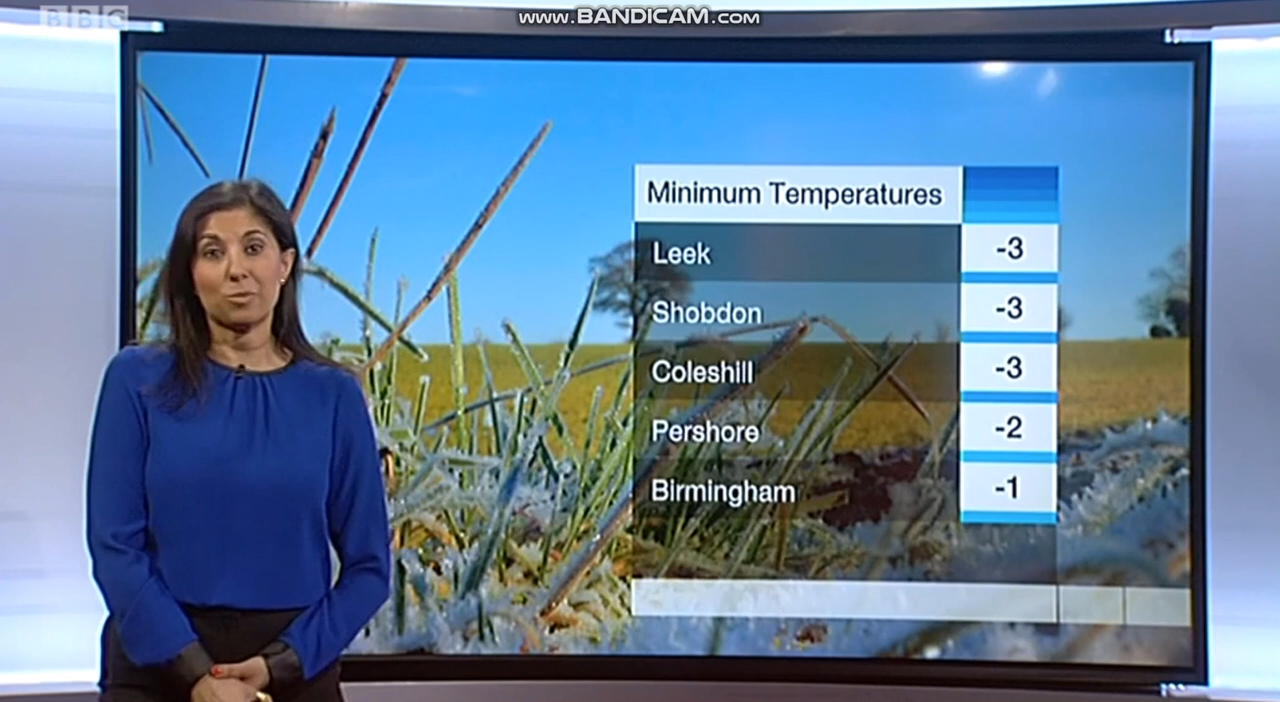 BBC
www.BANDICAM.com
Minimum Temperatures
Leek -3
Shobdon -3
Coleshill -3
Pershore -2
Birmingham -1